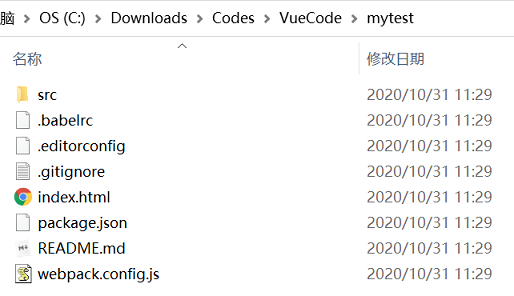 脑 > OS (C:) > Downloads > Codes > VueCode > mytest
名称 修改日期
src 2020/10/31 11:29
.babelrc 2020/10/31 11:29
.editorconfig 2020/10/31 11:29
.gitignore 2020/10/31 11:29
index.html 2020/10/31 11:29
package.json 2020/10/31 11:29
README.md 2020/10/31 11:29
webpack.config.js 2020/10/31 11:29